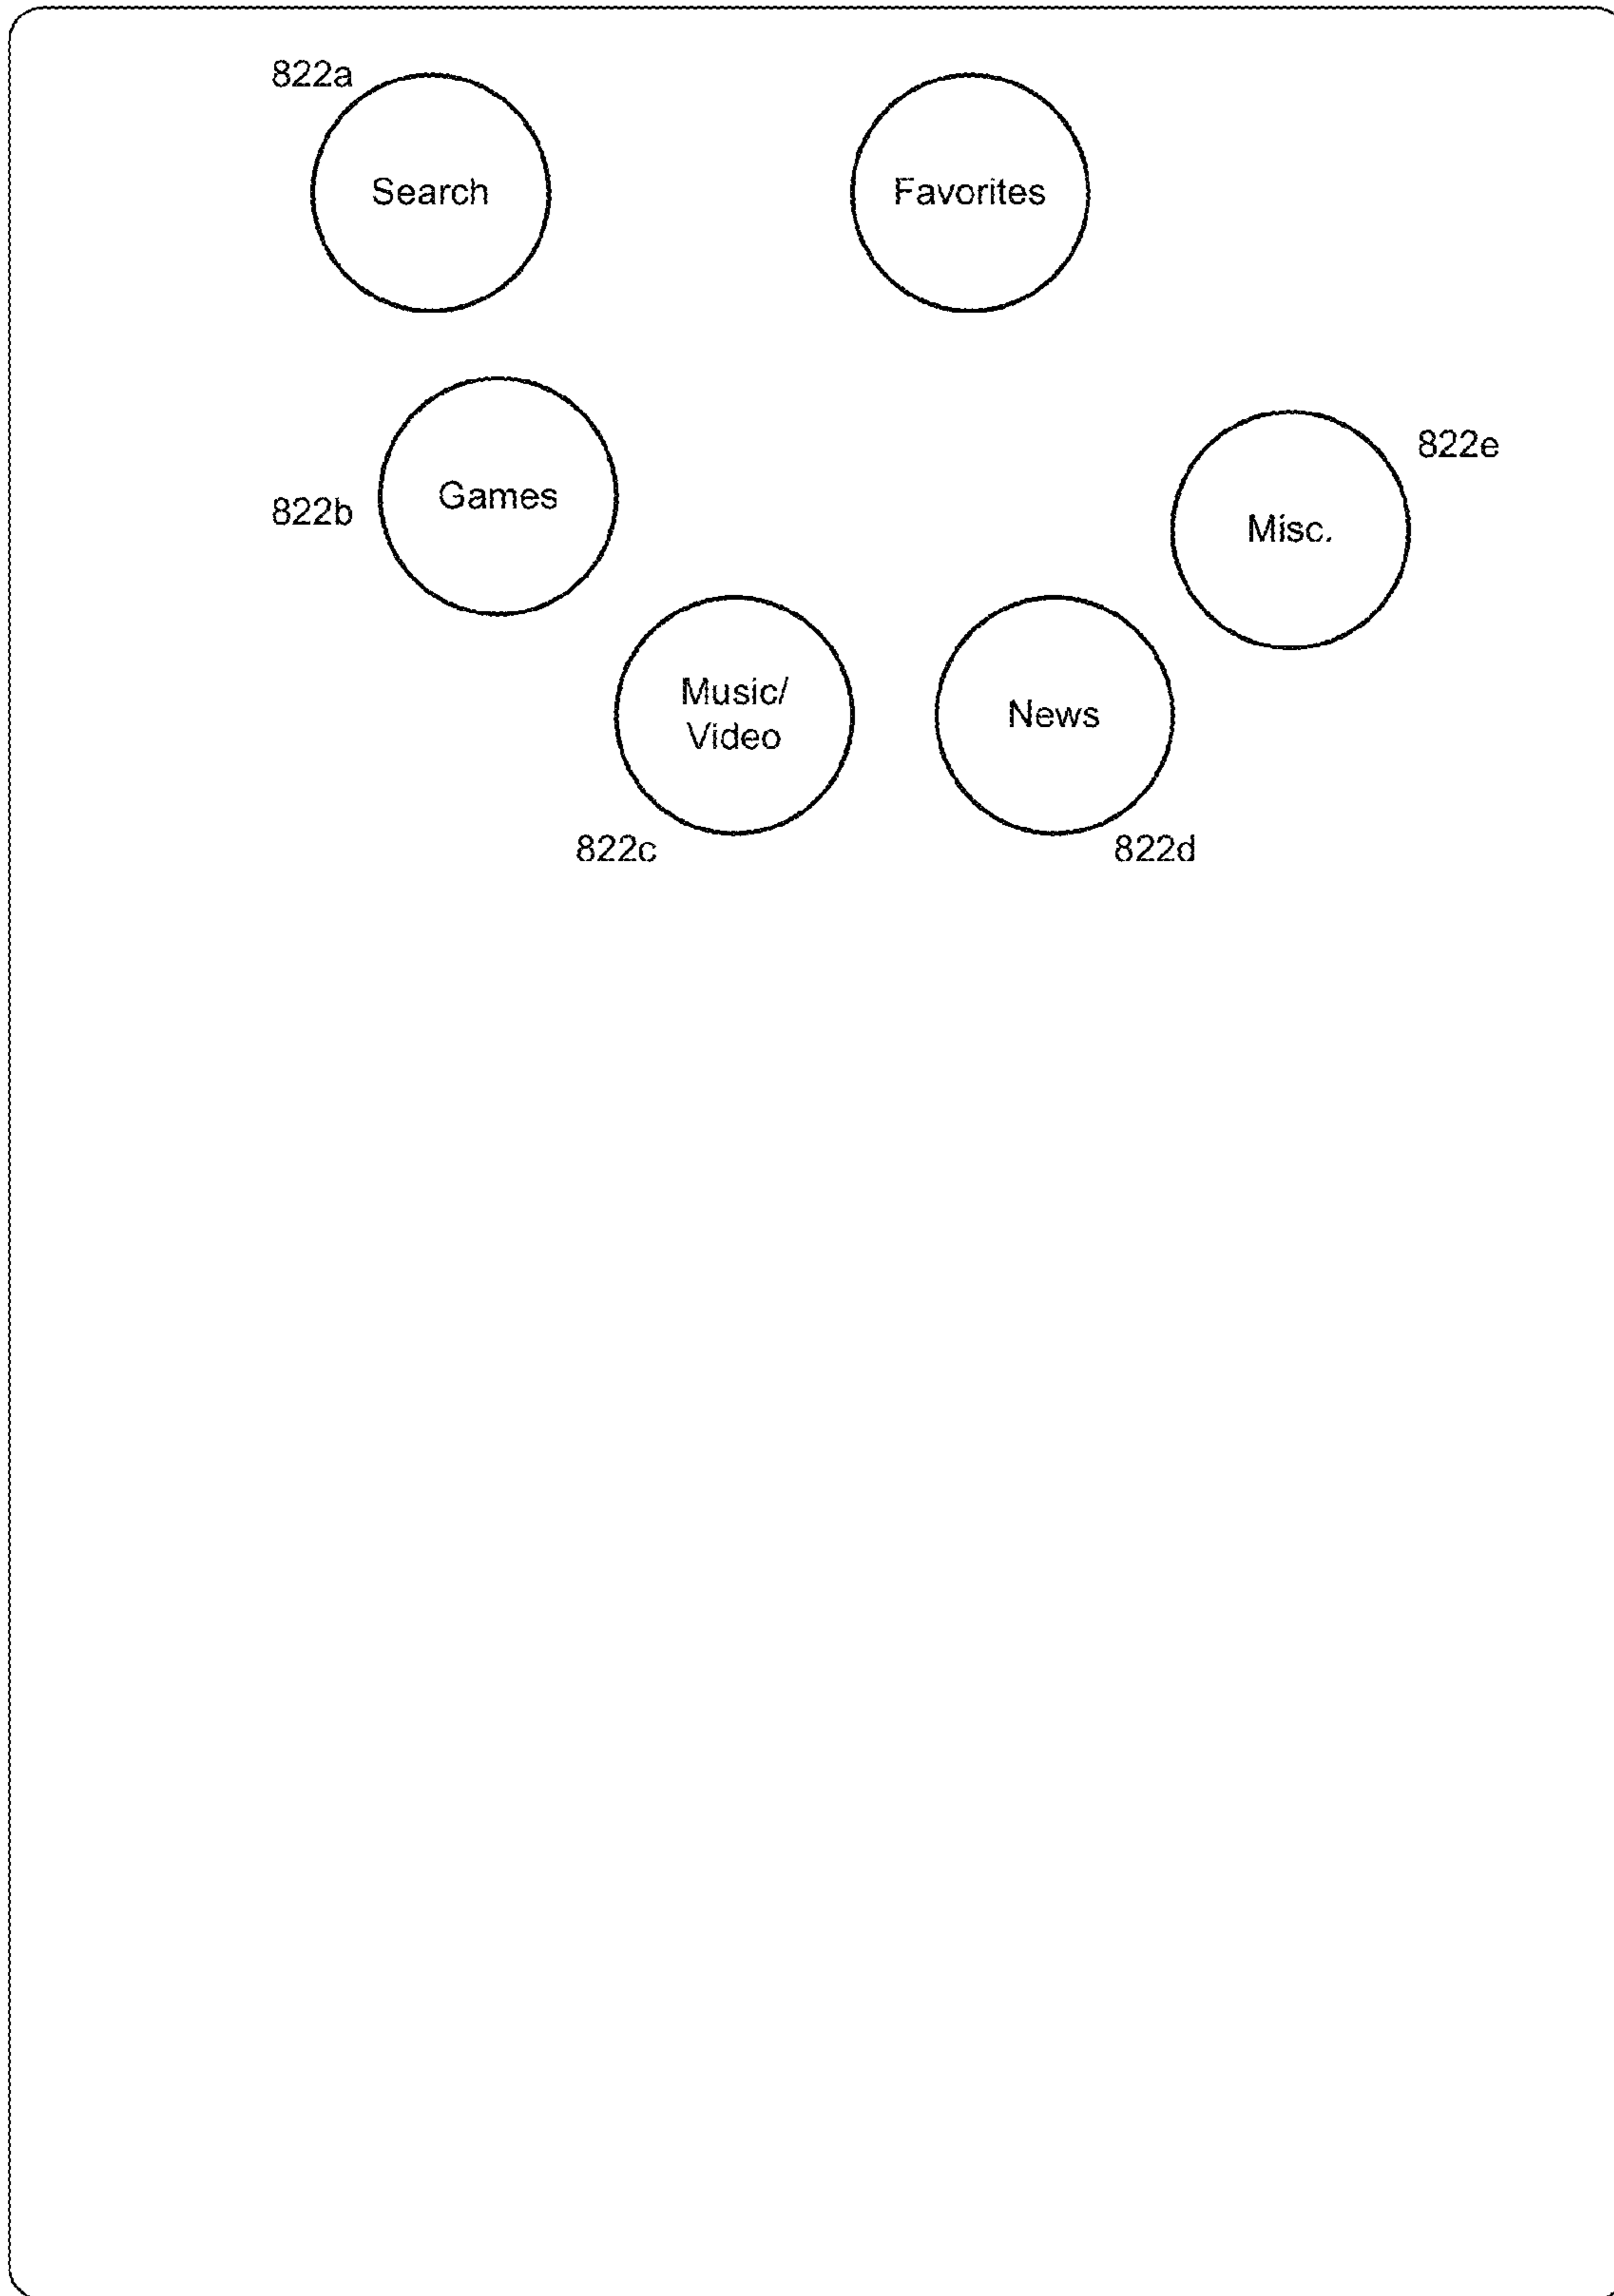 822a
Search
Favorites
822b
Games
822e
Misc.
Music/
Video
News
822c
822d